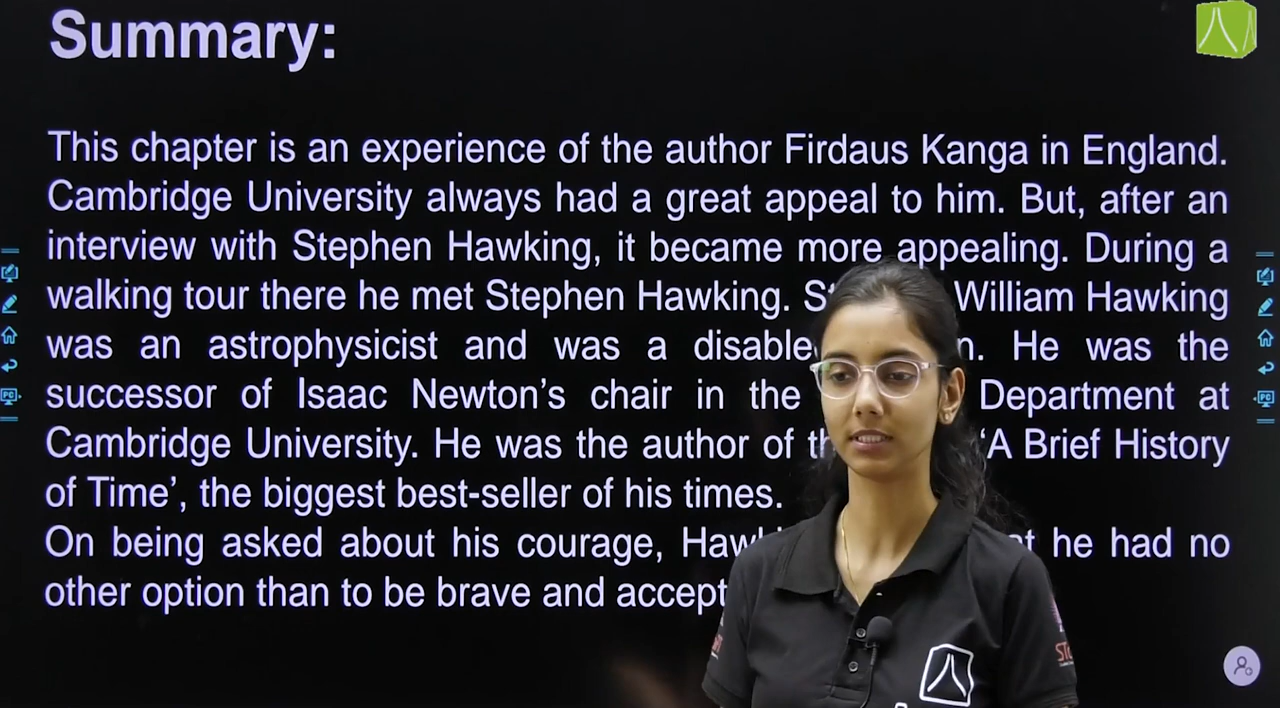 Summary:
This chapter is an experience of the author Firdaus Kanga in England.
Cambridge University always had a great appeal to him. But, after an
interview with Stephen Hawking, it became more appealing. During a
walking tour there he met Stephen Hawking. William Hawking
was an astrophysicist and was a He was the
successor of Isaac Newton’s chair in the Department at
Cambridge University. He was the author of ‘A Brief History
of Time’, the biggest best-seller of his times.
On being asked about his courage, he had no
other option than to be brave and accept